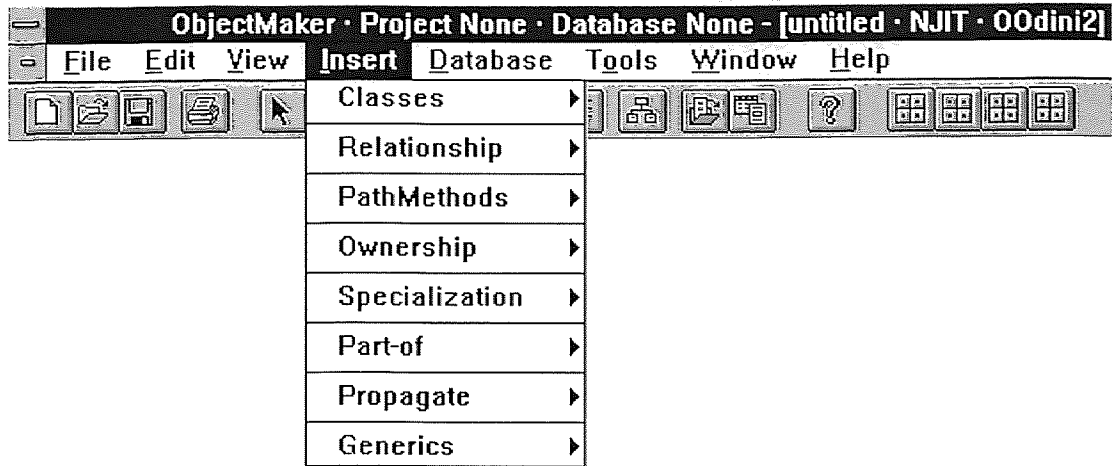 ObjectMaker · Project None · Database None - [untitled · NJIT · OOdini2]
File Edit View Insert Database Tools Window Help
Classes
Relationship
PathMethods
Ownership
Specialization
Part-of
Propagate
Generics